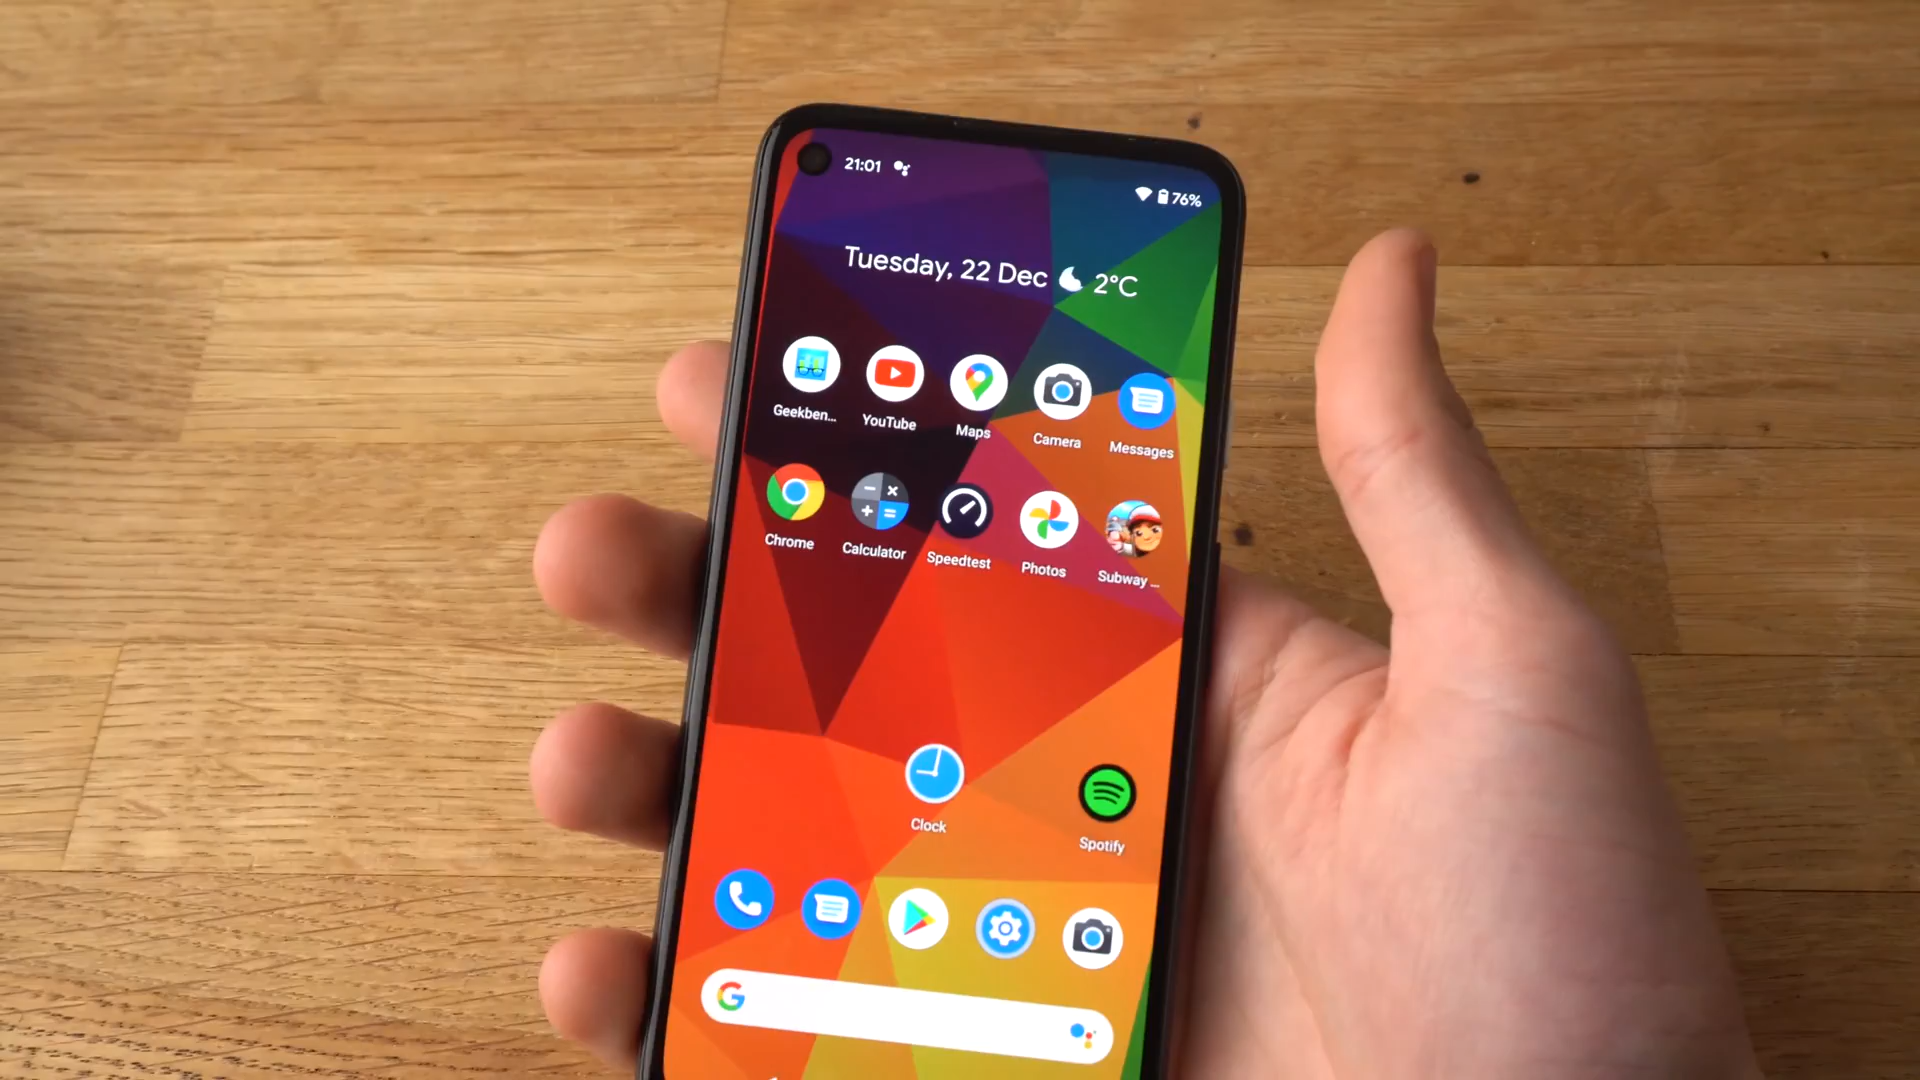 21:01
76%
Tuesday, 22 Dec 2°C
Geekben... YouTube Maps Camera Messages
Chrome Calculator Speedtest Photos Subway ...
Clock Spotify
G